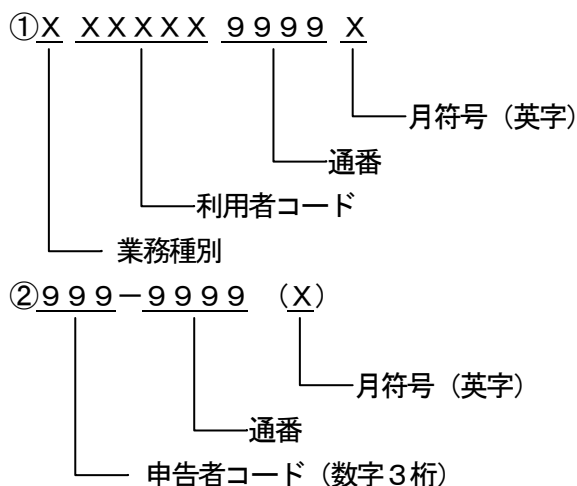 ①Ｘ ＸＸＸＸＸ ９９９９ Ｘ
月符号（英字）
通番
利用者コード
業務種別
②９９９－９９９９ （Ｘ）
月符号（英字）
通番
申告者コード（数字３桁）